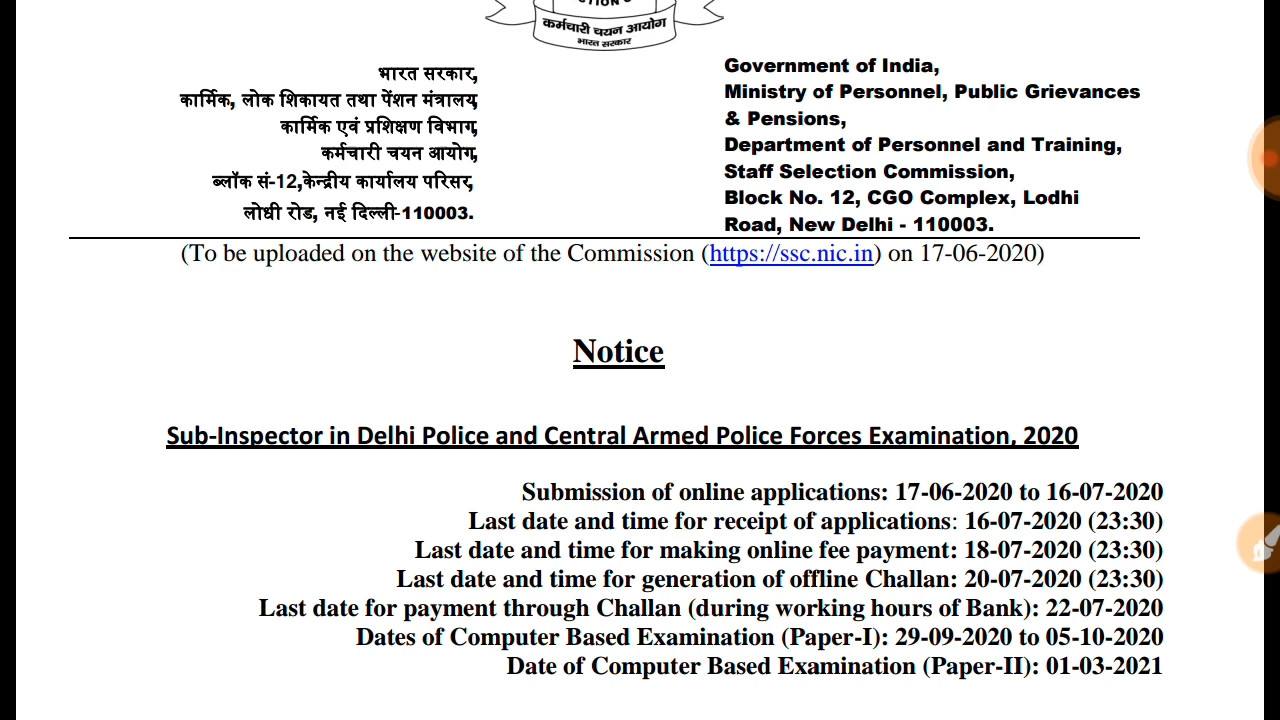 कर्मचारी चयन आयोग
भारत सरकार
भारत सरकार,
कार्मिक, लोक शिकायत तथा पेंशन मंत्रालय,
कार्मिक एवं प्रशिक्षण विभाग,
कर्मचारी चयन आयोग,
ब्लॉक सं-12,केन्द्रीय कार्यालय परिसर,
लोधी रोड, नई दिल्ली-110003.
Government of India,
Ministry of Personnel, Public Grievances
& Pensions,
Department of Personnel and Training,
Staff Selection Commission,
Block No. 12, CGO Complex, Lodhi
Road, New Delhi - 110003.
(To be uploaded on the website of the Commission (https://ssc.nic.in) on 17-06-2020)
Notice
Sub-Inspector in Delhi Police and Central Armed Police Forces Examination, 2020
Submission of online applications: 17-06-2020 to 16-07-2020
Last date and time for receipt of applications: 16-07-2020 (23:30)
Last date and time for making online fee payment: 18-07-2020 (23:30)
Last date and time for generation of offline Challan: 20-07-2020 (23:30)
Last date for payment through Challan (during working hours of Bank): 22-07-2020
Dates of Computer Based Examination (Paper-I): 29-09-2020 to 05-10-2020
Date of Computer Based Examination (Paper-II): 01-03-2021